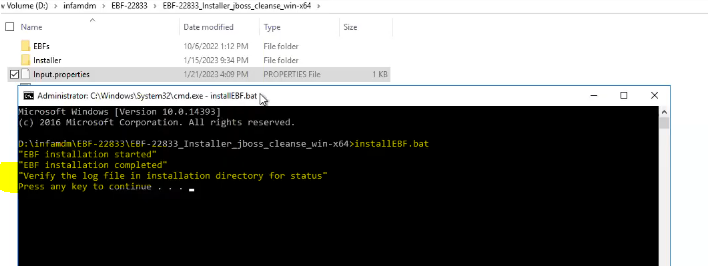 Volume (D:) › infamdm › EBF-22833 › EBF-22833_Installer_jboss_cleanse_win-x64 ›
Name Date modified Type Size
EBFs 10/6/2022 1:12 PM File folder
Installer 1/15/2023 9:34 PM File folder
Input.properties 1/21/2023 4:09 PM PROPERTIES File 1 KB
Administrator: C:\Windows\System32\cmd.exe - installEBF.bat
Microsoft Windows [Version 10.0.14393]
(c) 2016 Microsoft Corporation. All rights reserved.
D:\infamdm\EBF-22833\EBF-22833_Installer_jboss_cleanse_win-x64>installEBF.bat
"EBF installation started"
"EBF installation completed"
"Verify the log file in installation directory for status"
Press any key to continue . . .